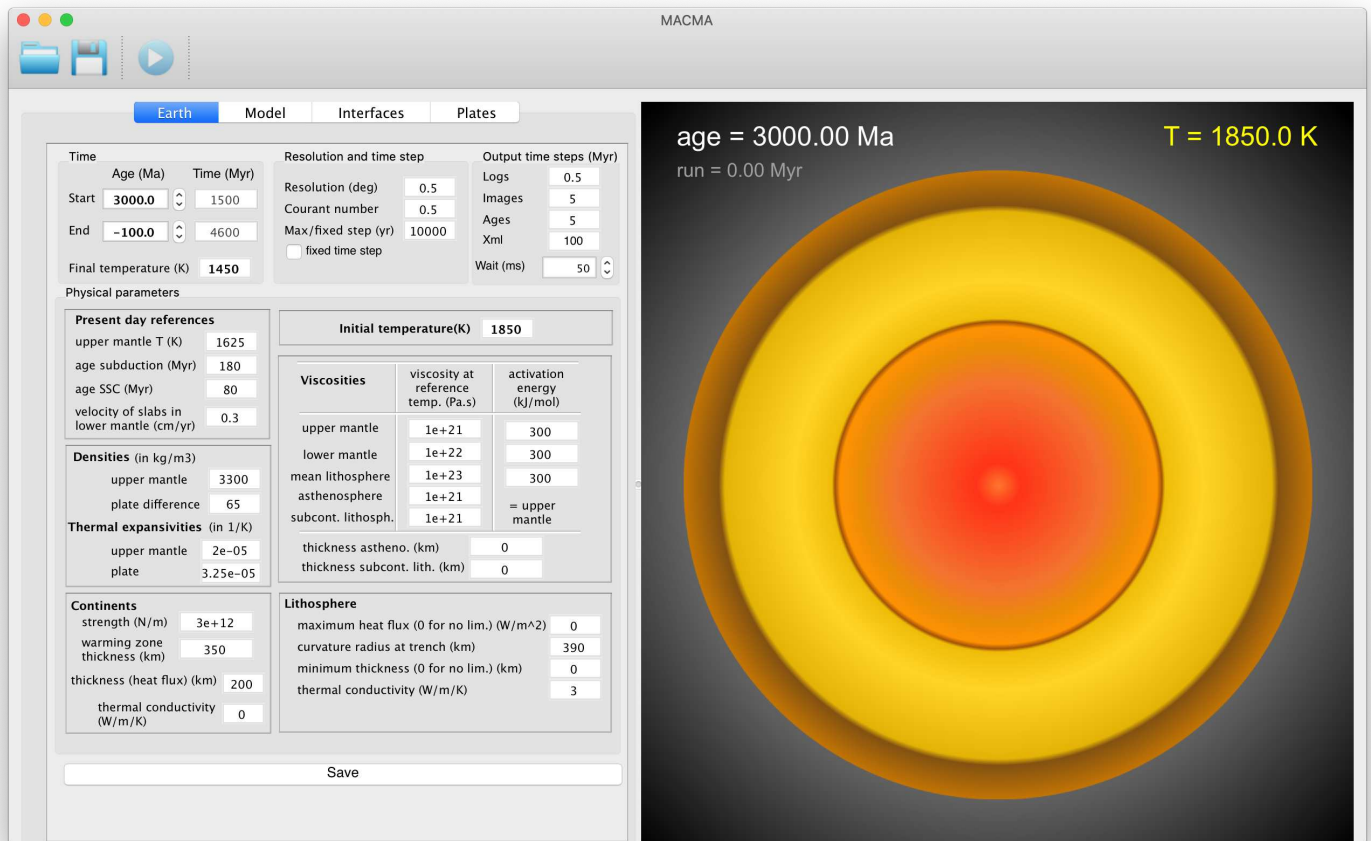 MACMA
Earth Model Interfaces Plates
Time
Age (Ma) Time (Myr)
Start 3000.0 1500
End -100.0 4600
Final temperature (K) 1450
Resolution and time step
Resolution (deg) 0.5
Courant number 0.5
Max/fixed step (yr) 10000
fixed time step
Output time steps (Myr)
Logs 0.5
Images 5
Ages 5
Xml 100
Wait (ms) 50
Physical parameters
Present day references
upper mantle T (K) 1625
age subduction (Myr) 180
age SSC (Myr) 80
velocity of slabs in
lower mantle (cm/yr) 0.3
Densities (in kg/m3)
upper mantle 3300
plate difference 65
Thermal expansivities (in 1/K)
upper mantle 2e-05
plate 3.25e-05
Continents
strength (N/m) 3e+12
warming zone
thickness (km) 350
thickness (heat flux) (km) 200
thermal conductivity
(W/m/K) 0
Initial temperature(K) 1850
Viscosities
viscosity at
reference
temp. (Pa.s)
activation
energy
(kJ/mol)
upper mantle 1e+21 300
lower mantle 1e+22 300
mean lithosphere 1e+23 300
asthenosphere 1e+21
subcont. lithosph. 1e+21
= upper
mantle
thickness astheno. (km) 0
thickness subcont. lith. (km) 0
Lithosphere
maximum heat flux (0 for no lim.) (W/m^2) 0
curvature radius at trench (km) 390
minimum thickness (0 for no lim.) (km) 0
thermal conductivity (W/m/K) 3
Save
age = 3000.00 Ma
run = 0.00 Myr
T = 1850.0 K